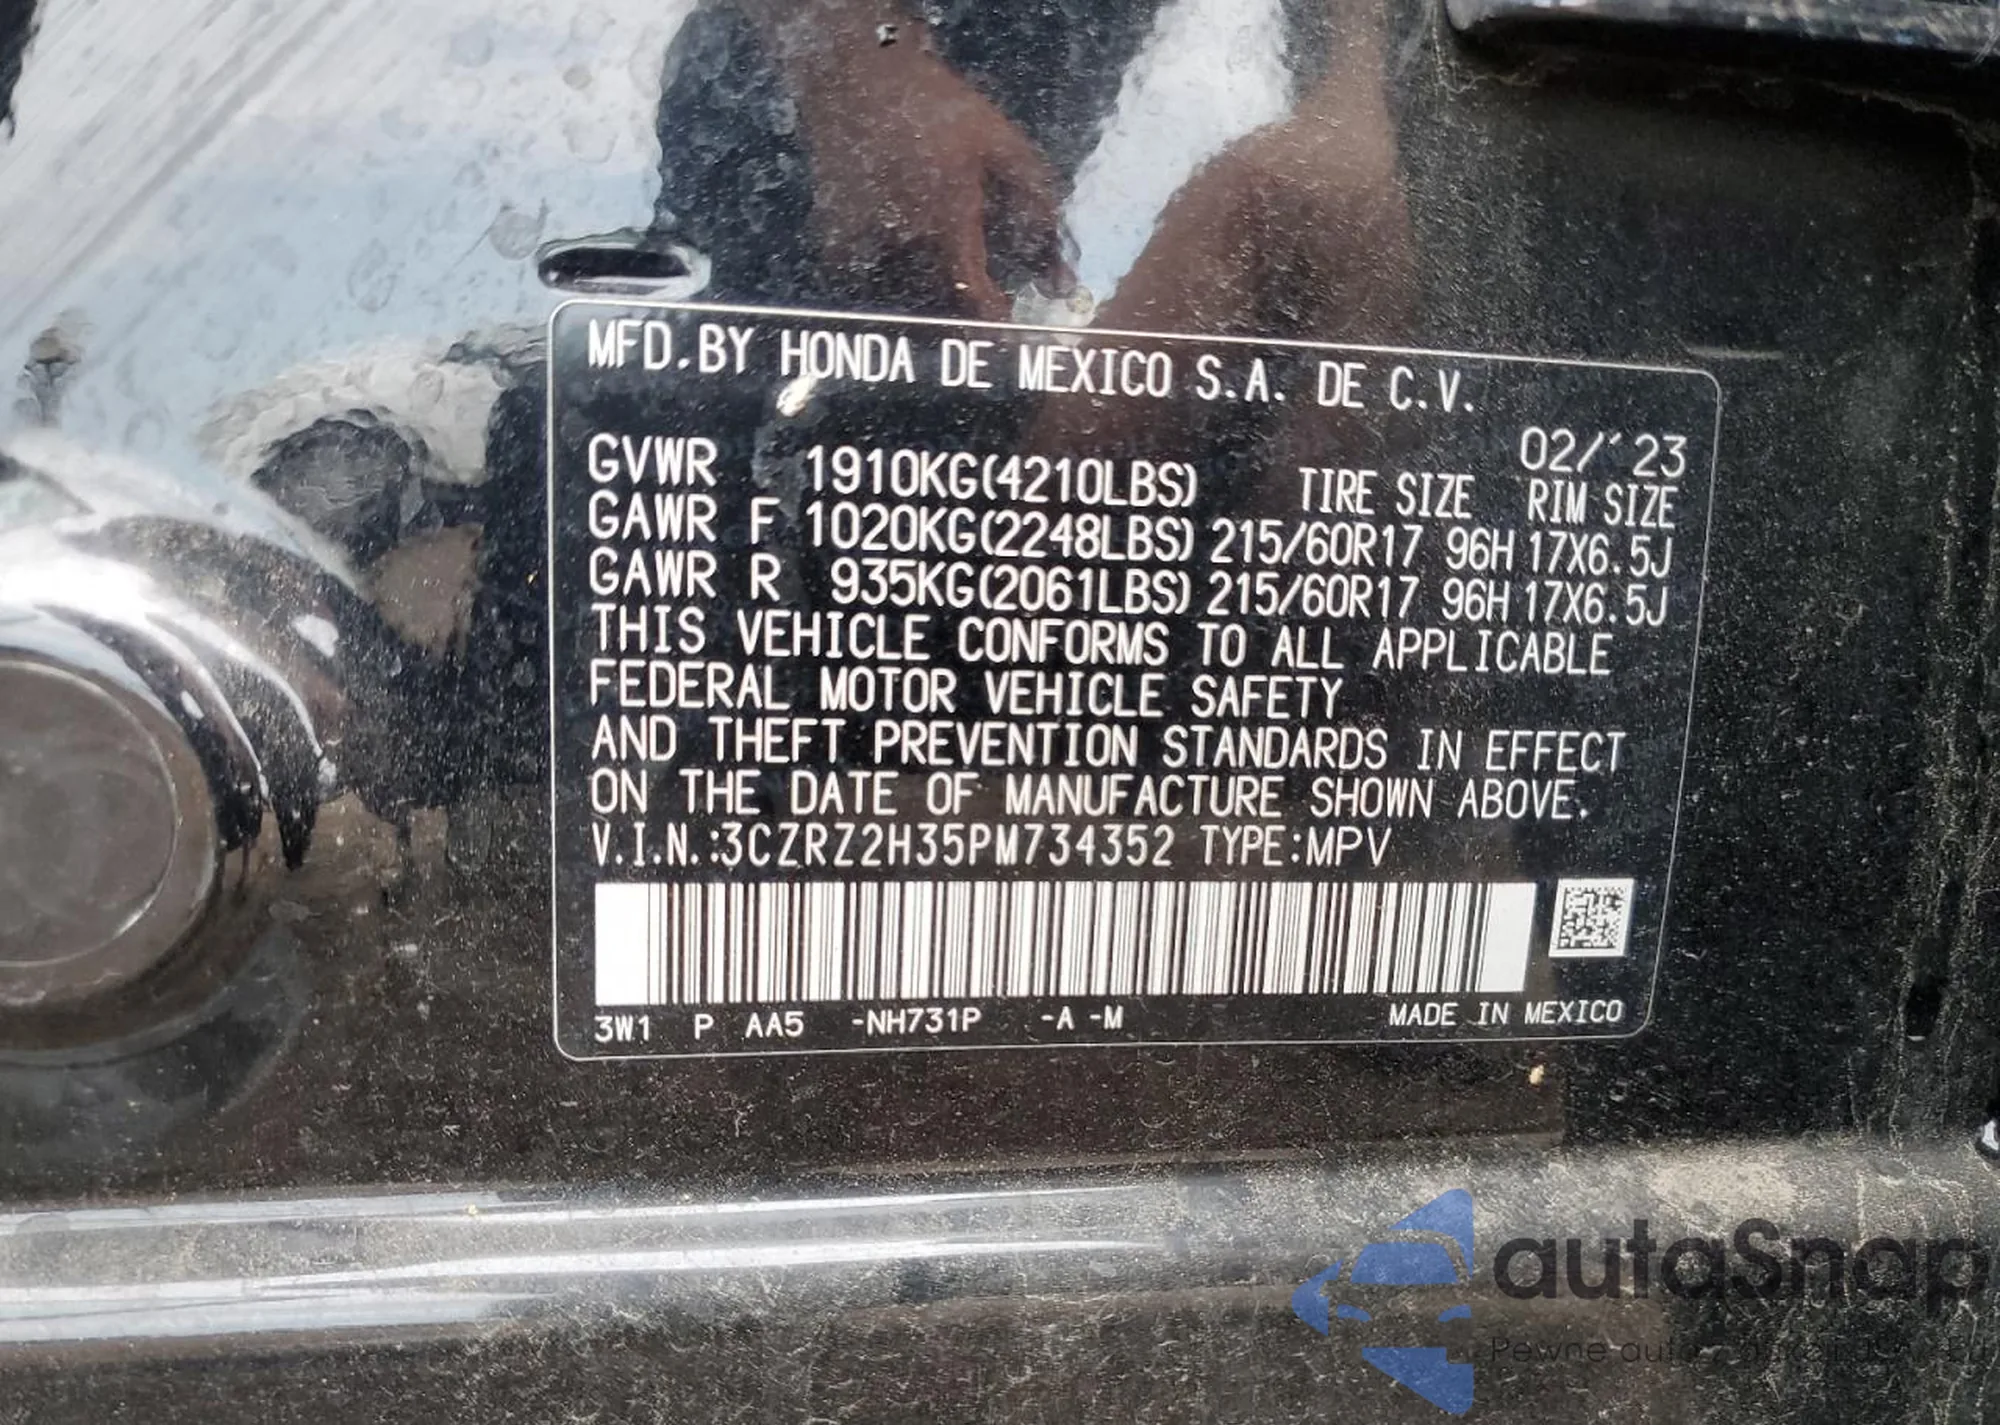 MFD.BY HONDA DE MEXICO S.A. DE C.V.
02/´23
GVWR 1910KG(4210LBS) TIRE SIZE RIM SIZE
GAWR F 1020KG(2248LBS) 215/60R17 96H 17X6.5J
GAWR R 935KG(2061LBS) 215/60R17 96H 17X6.5J
THIS VEHICLE CONFORMS TO ALL APPLICABLE
FEDERAL MOTOR VEHICLE SAFETY
AND THEFT PREVENTION STANDARDS IN EFFECT
ON THE DATE OF MANUFACTURE SHOWN ABOVE.
V.I.N.:3CZRZ2H35PM734352 TYPE:MPV
3W1 P AA5 -NH731P -A -M MADE IN MEXICO
autaSnap
Pewne auta